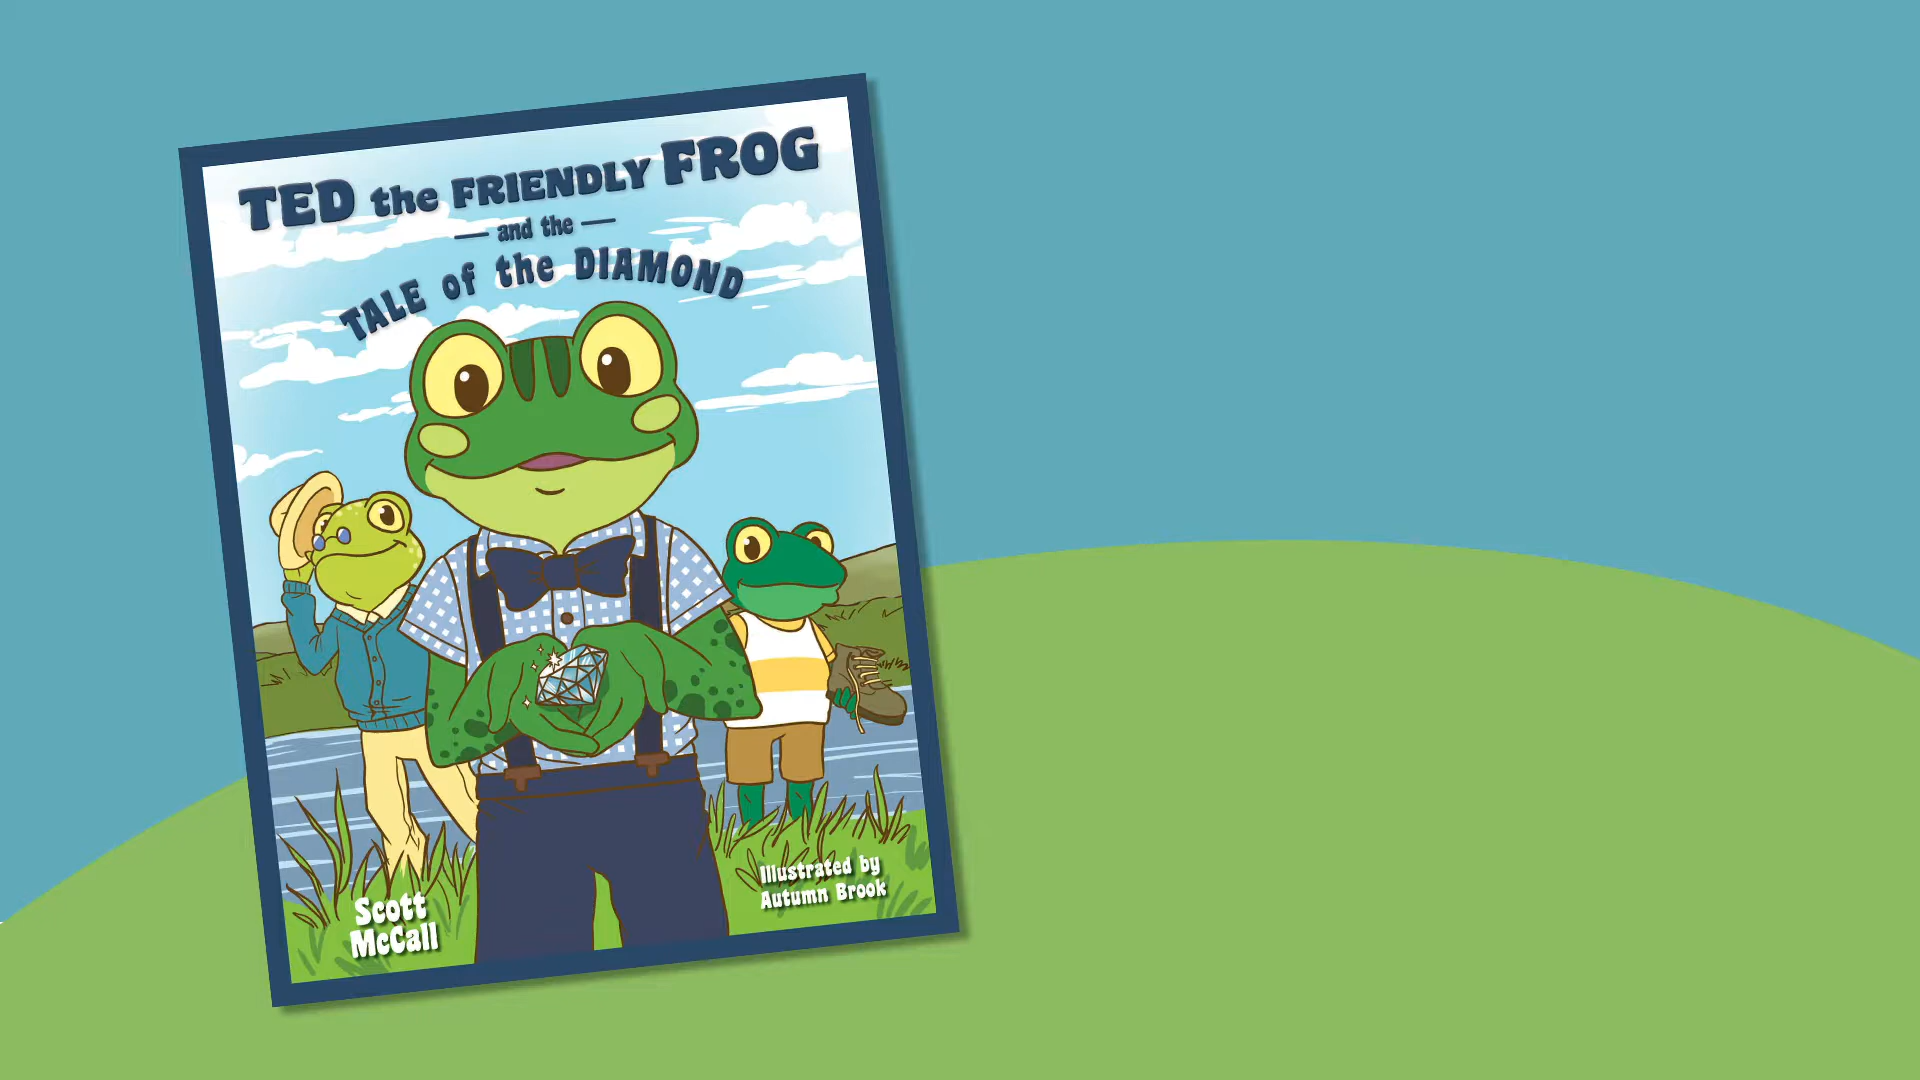 TED the FRIENDLY FROG
and the
TALE of the DIAMOND
Scott
McCall
Illustrated by
Autumn Brook